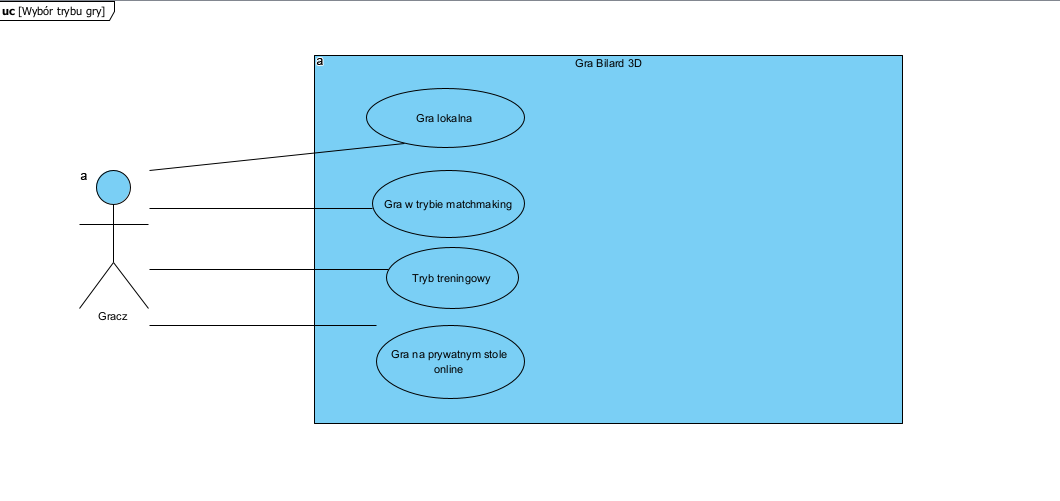 uc [Wybór trybu gry]
a
Gra Bilard 3D
Gra lokalna
a
Gra w trybie matchmaking
Tryb treningowy
Gracz
Gra na prywatnym stole
online